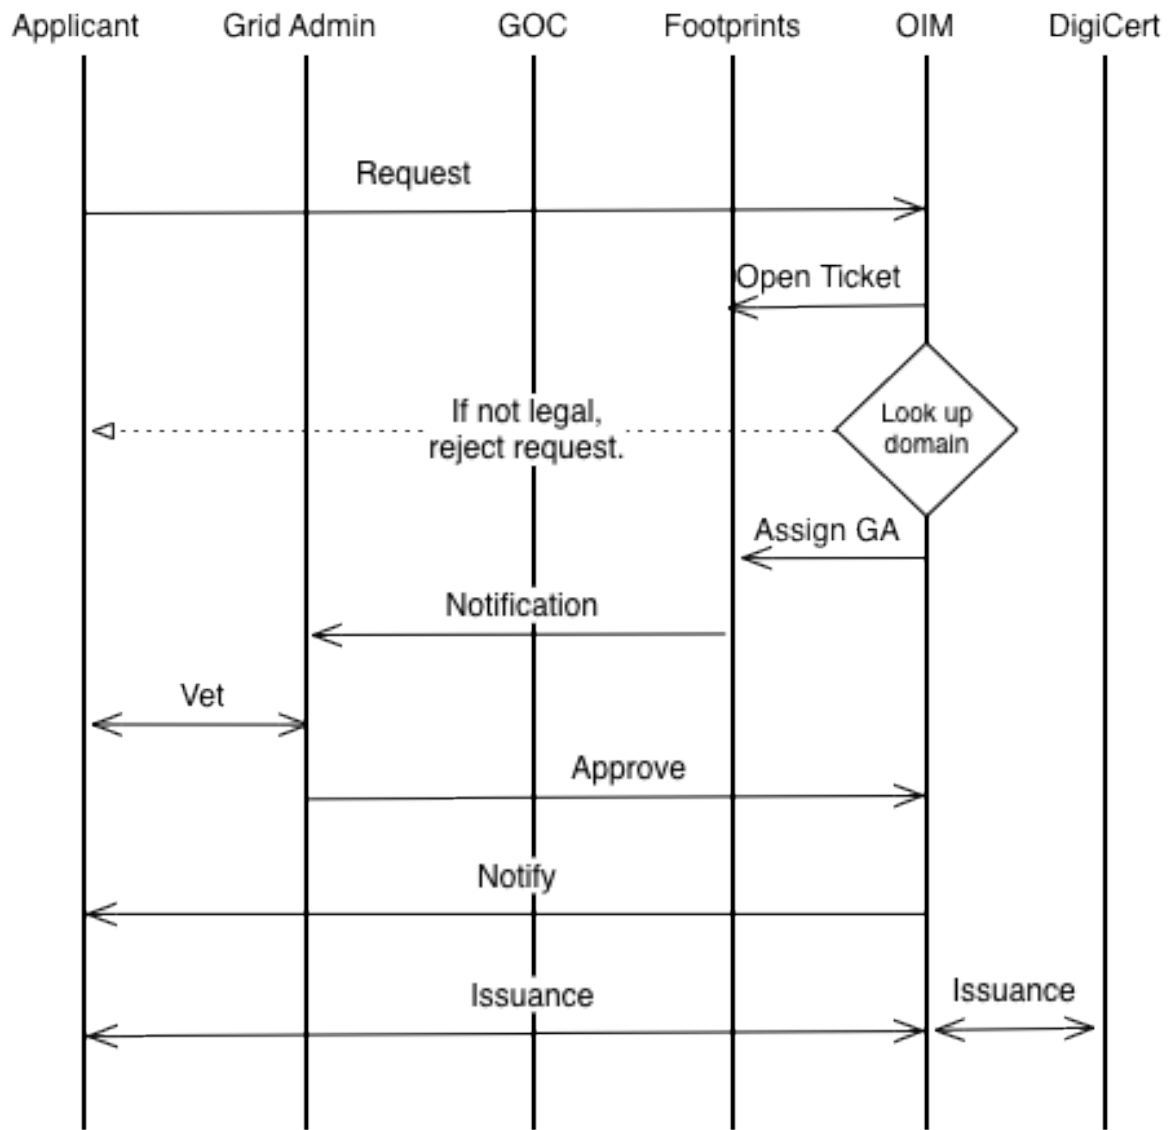 Applicant
Grid Admin
GOC
Footprints
OIM
DigiCert
Request
Open Ticket
If not legal,
reject request.
Look up
domain
Assign GA
Notification
Vet
Approve
Notify
Issuance
Issuance